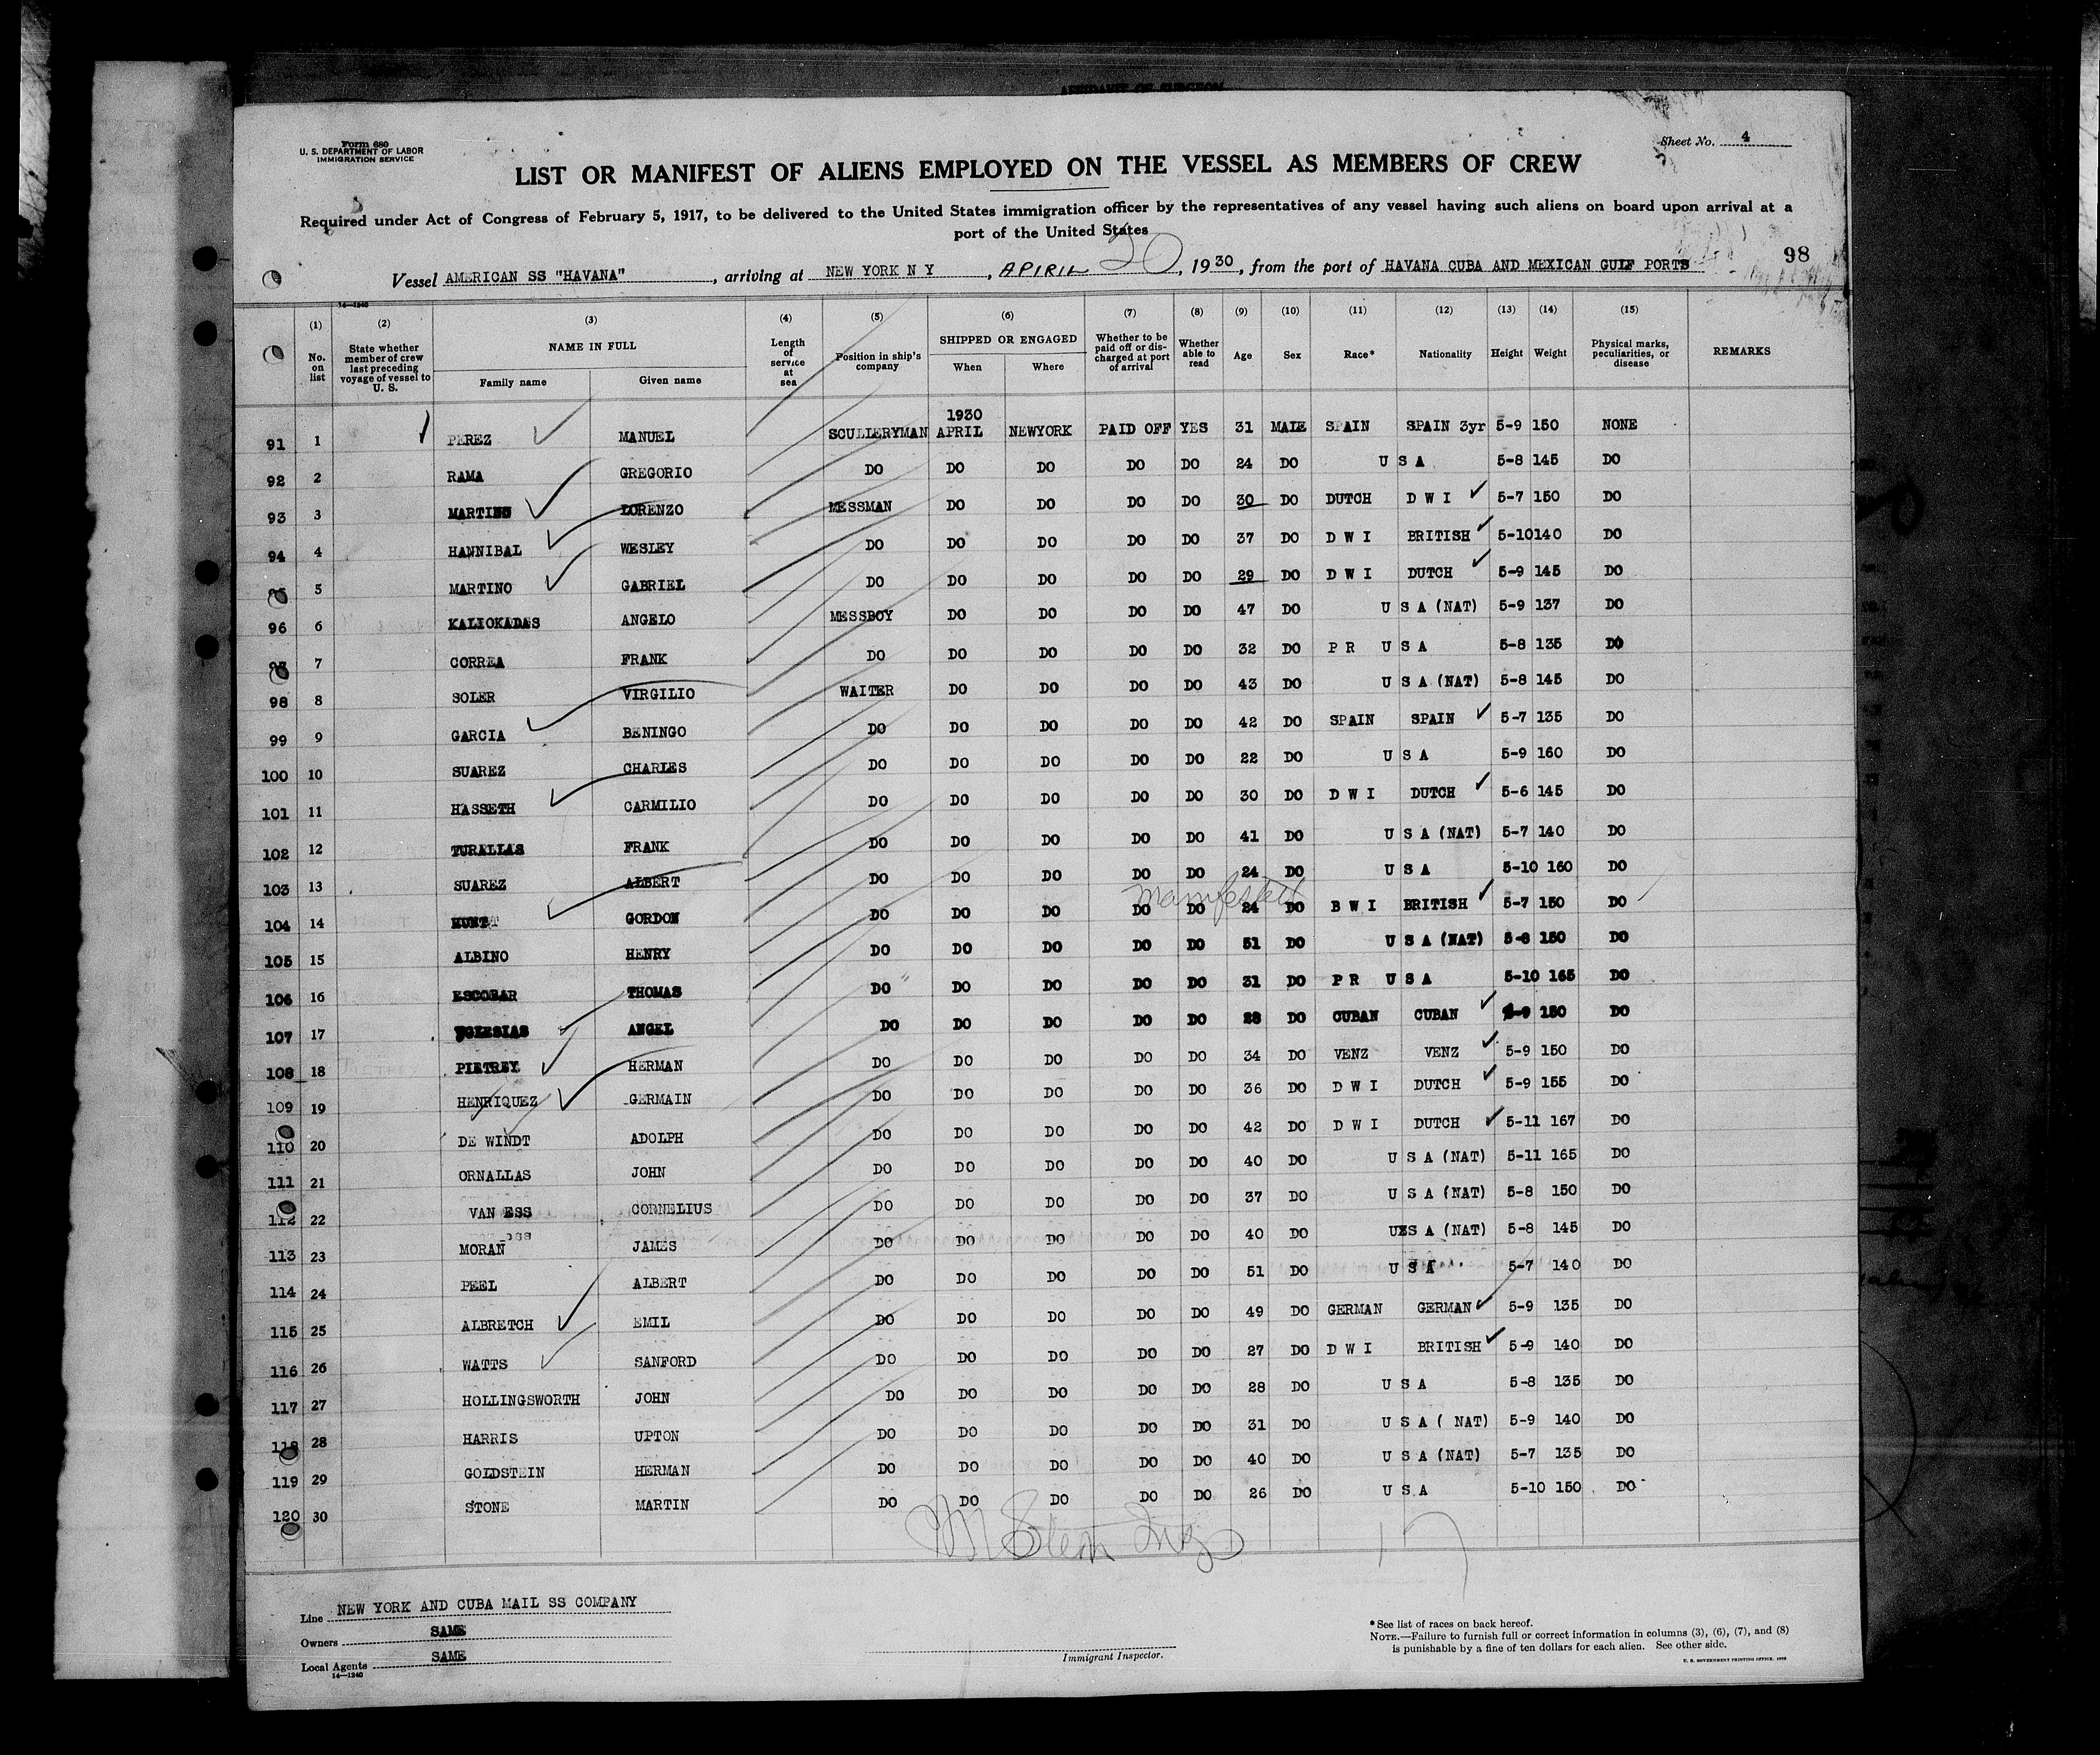 AFFIDAVIT OF SURGEON
Form 680
U. S. DEPARTMENT OF LABOR
IMMIGRATION SERVICE
Sheet No. 4
LIST OR MANIFEST OF ALIENS EMPLOYED ON THE VESSEL AS MEMBERS OF CREW
Required under Act of Congress of February 5, 1917, to be delivered to the United States immigration officer by the representatives of any vessel having such aliens on board upon arrival at a
port of the United States
98
Vessel AMERICAN SS "HAVANA", arriving at NEW YORK N Y, APIRIL 20, 1930, from the port of HAVANA CUBA AND MEXICAN GULF PORTS
14—1240
(1) (2) (3) (4) (5) (6) (7) (8) (9) (10) (11) (12) (13) (14) (15)
No. on list State whether member of crew last preceding voyage of vessel to U. S. NAME IN FULL Family name Given name Length of service at sea Position in ship's company SHIPPED OR ENGAGED When Where Whether to be paid off or discharged at port of arrival Whether able to read Age Sex Race* Nationality Height Weight Physical marks, peculiarities, or disease REMARKS
1930
91 1 PEREZ MANUEL SCULLERYMAN APRIL NEWYORK PAID OFF YES 31 MALE SPAIN SPAIN 3yr 5-9 150 NONE
92 2 RAMA GREGORIO DO DO DO DO DO 24 DO U S A 5-8 145 DO
93 3 MARTINS LORENZO MESSMAN DO DO DO DO 30 DO DUTCH D W I 5-7 150 DO
94 4 HANNIBAL WESLEY DO DO DO DO DO 37 DO D W I BRITISH 5-10 140 DO
5 MARTINO GABRIEL DO DO DO DO DO 29 DO D W I DUTCH 5-9 145 DO
96 6 KALIOKADAS ANGELO MESSBOY DO DO DO DO 47 DO U S A (NAT) 5-9 137 DO
7 CORREA FRANK DO DO DO DO DO 32 DO P R U S A 5-8 135 DO
98 8 SOLER VIRGILIO WAITER DO DO DO DO 43 DO U S A (NAT) 5-8 145 DO
99 9 GARCIA BENINGO DO DO DO DO DO 42 DO SPAIN SPAIN 5-7 135 DO
100 10 SUAREZ CHARLES DO DO DO DO DO 22 DO U S A 5-9 160 DO
101 11 HASSETH CARMILIO DO DO DO DO DO 30 DO D W I DUTCH 5-6 145 DO
102 12 TURALLAS FRANK DO DO DO DO DO 41 DO U S A (NAT) 5-7 140 DO
103 13 SUAREZ ALBERT DO DO DO DO DO 24 DO U S A 5-10 160 DO
manifested
104 14 HUNT GORDON DO DO DO DO DO 24 DO B W I BRITISH 5-7 150 DO
105 15 ALBINO HENRY DO DO DO DO DO 51 DO U S A (NAT) 5-8 150 DO
106 16 ESCOBAR THOMAS DO DO DO DO DO 31 DO P R U S A 5-10 165 DO
107 17 YGLESIAS ANGEL DO DO DO DO DO 28 DO CUBAN CUBAN 5-9 150 DO
108 18 PIETREY HERMAN DO DO DO DO DO 34 DO VENZ VENZ 5-9 150 DO
109 19 HENRIQUEZ GERMAIN DO DO DO DO DO 36 DO D W I DUTCH 5-9 155 DO
110 20 DE WINDT ADOLPH DO DO DO DO DO 42 DO D W I DUTCH 5-11 167 DO
111 21 ORNALLAS JOHN DO DO DO DO DO 40 DO U S A (NAT) 5-11 165 DO
112 22 VAN ESS CORNELIUS DO DO DO DO DO 37 DO U S A (NAT) 5-8 150 DO
113 23 MORAN JAMES DO DO DO DO DO 40 DO U S A (NAT) 5-8 145 DO
114 24 PEEL ALBERT DO DO DO DO DO 51 DO U S A 5-7 140 DO
115 25 ALBRETCH EMIL DO DO DO DO DO 49 DO GERMAN GERMAN 5-9 135 DO
116 26 WATTS SANFORD DO DO DO DO DO 27 DO D W I BRITISH 5-9 140 DO
117 27 HOLLINGSWORTH JOHN DO DO DO DO DO 28 DO U S A 5-8 135 DO
118 28 HARRIS UPTON DO DO DO DO DO 31 DO U S A ( NAT) 5-9 140 DO
119 29 GOLDSTEIN HERMAN DO DO DO DO DO 40 DO U S A (NAT) 5-7 135 DO
120 30 STONE MARTIN DO DO DO DO DO 26 DO U S A 5-10 150 DO
17
Line NEW YORK AND CUBA MAIL SS COMPANY
Owners SAME
Local Agents SAME
14—1240
Immigrant Inspector.
*See list of races on back hereof.
NOTE.—Failure to furnish full or correct information in columns (3), (6), (7), and (8)
is punishable by a fine of ten dollars for each alien. See other side.
U. S. GOVERNMENT PRINTING OFFICE: 1929